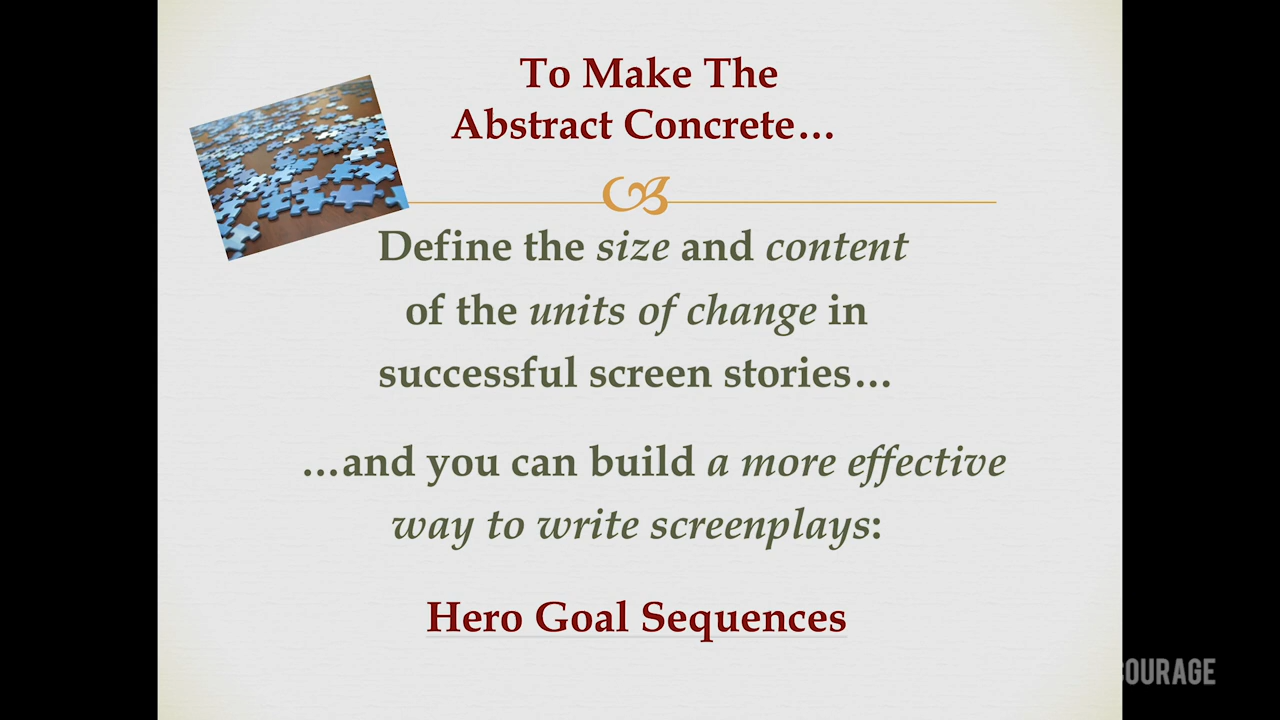 To Make The
Abstract Concrete…
Define the size and content
of the units of change in
successful screen stories…
…and you can build a more effective
way to write screenplays:
Hero Goal Sequences